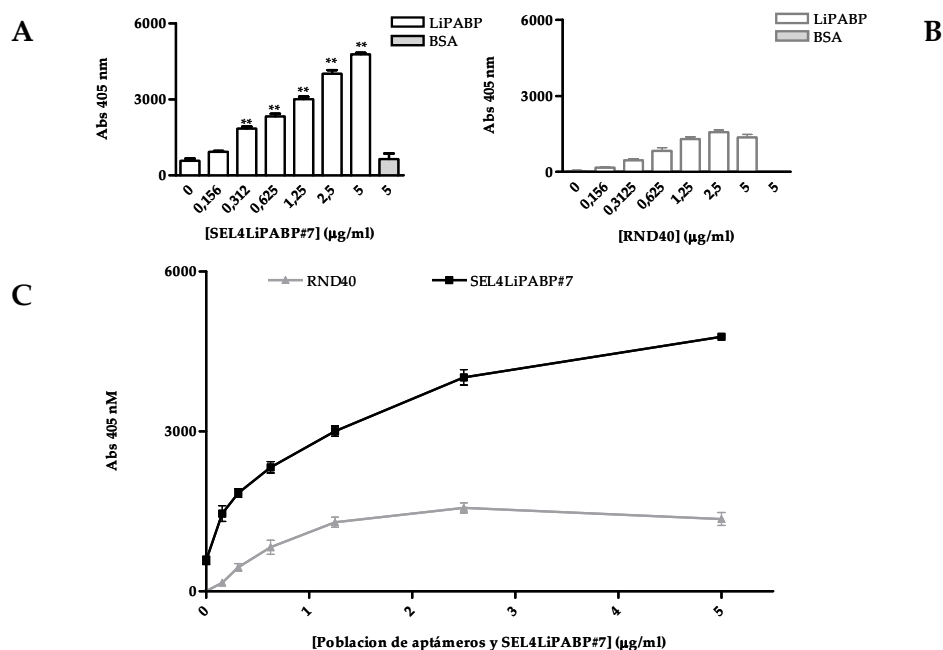 A
6000
3000
0
Abs 405 nm
LiPABP
BSA
**
**
**
**
**
0
0,156
0,312
0,625
1,25
2,5
5
5
[SEL4LiPABP#7] (µg/ml)
B
6000
3000
0
Abs 405 nm
LiPABP
BSA
0
0,156
0,3125
0,625
1,25
2,5
5
5
[RND40] (µg/ml)
C
6000
3000
0
Abs 405 nM
RND40
SEL4LiPABP#7
0
1
2
3
4
5
[Poblacion de aptámeros y SEL4LiPABP#7] (µg/ml)